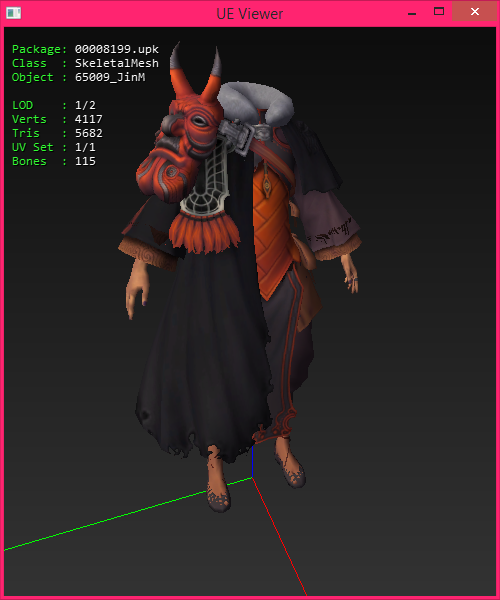 UE Viewer
Package: 00008199.upk
Class  : SkeletalMesh
Object : 65009_JinM
LOD    : 1/2
Verts  : 4117
Tris   : 5682
UV Set : 1/1
Bones  : 115